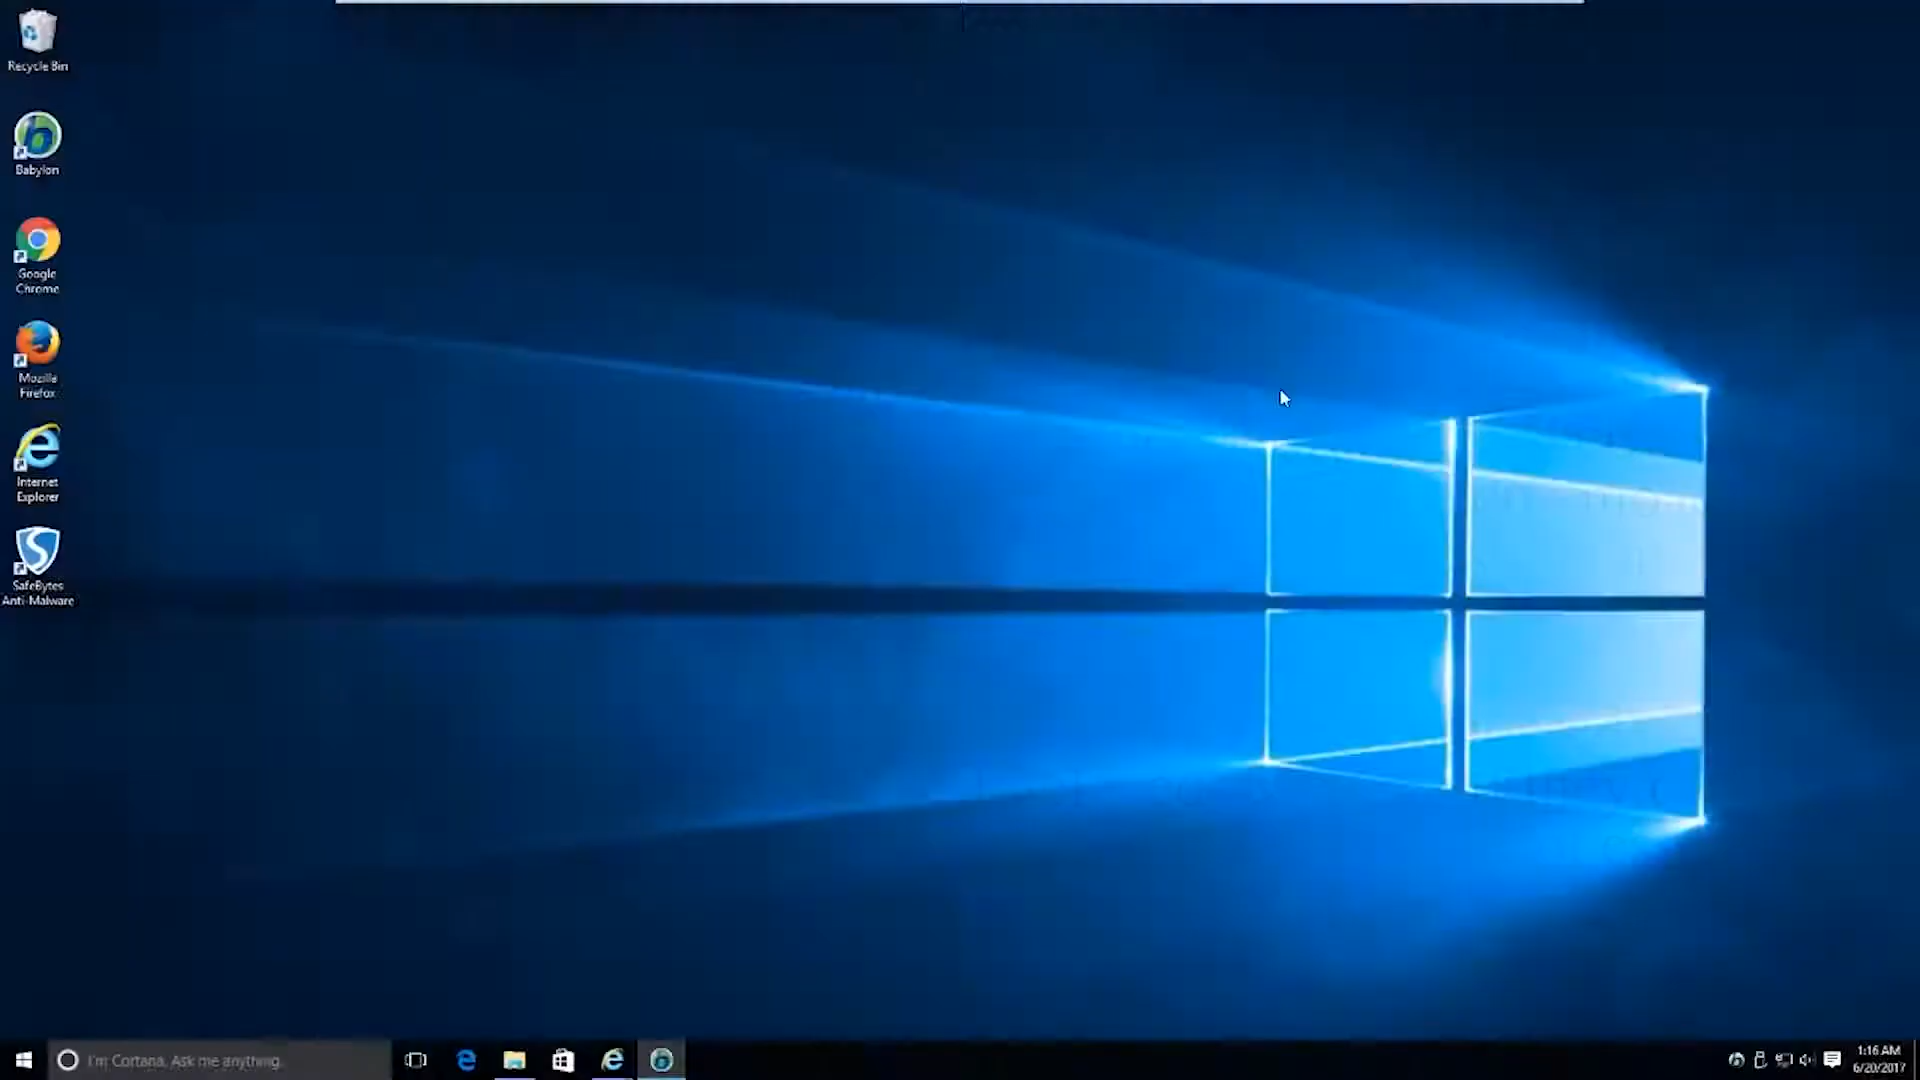 Recycle Bin
Babylon
Google
Chrome
Mozilla
Firefox
Internet
Explorer
SafeBytes
Anti-Malware
I'm Cortana. Ask me anything.
1:16 AM
6/20/2017